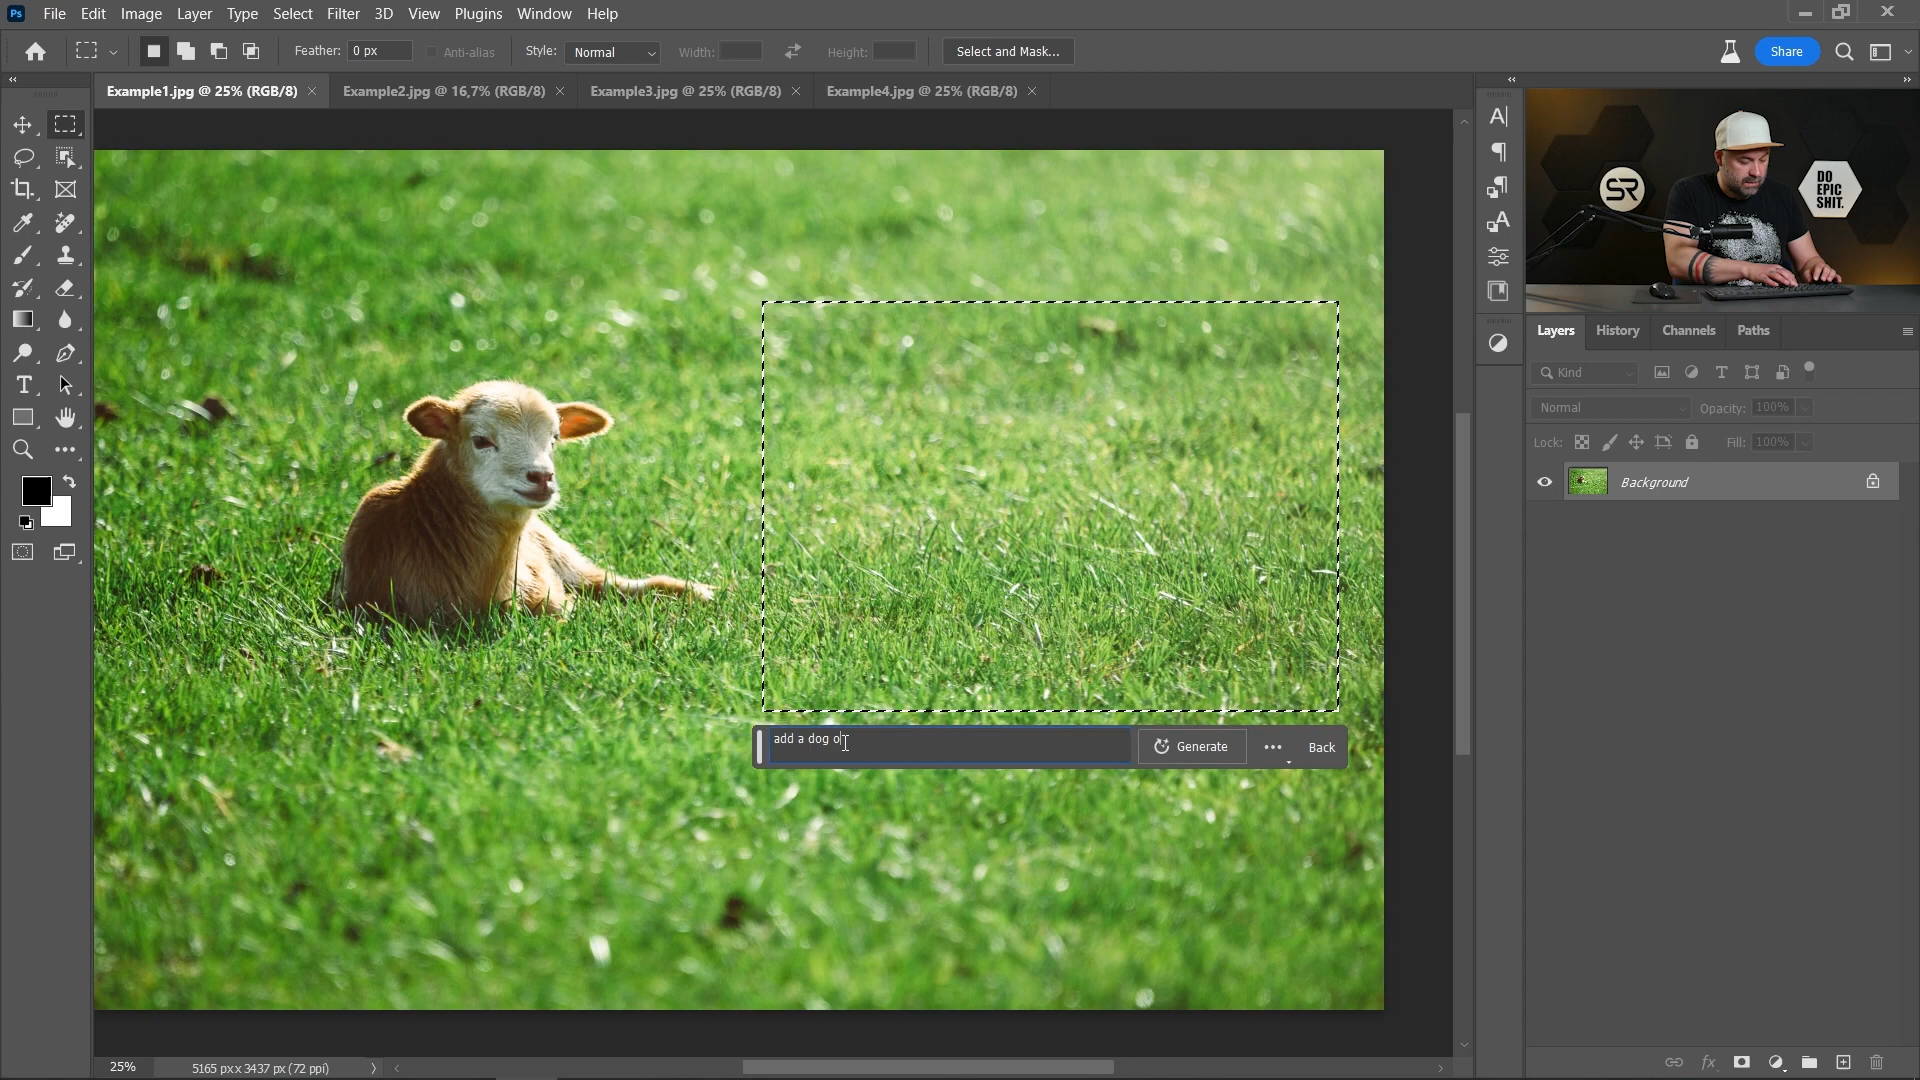 Ps File Edit Image Layer Type Select Filter 3D View Plugins Window Help
Feather: 0 px Anti-alias Style: Normal Width: Height: Select and Mask... Share
Example1.jpg @ 25% (RGB/8) Example2.jpg @ 16,7% (RGB/8) Example3.jpg @ 25% (RGB/8) Example4.jpg @ 25% (RGB/8)
SR
DO
EPIC
SHIT.
Layers History Channels Paths
Kind
Normal Opacity: 100%
Lock: Fill: 100%
Background
add a dog o Generate Back
25% 5165 px x 3437 px (72 ppi)